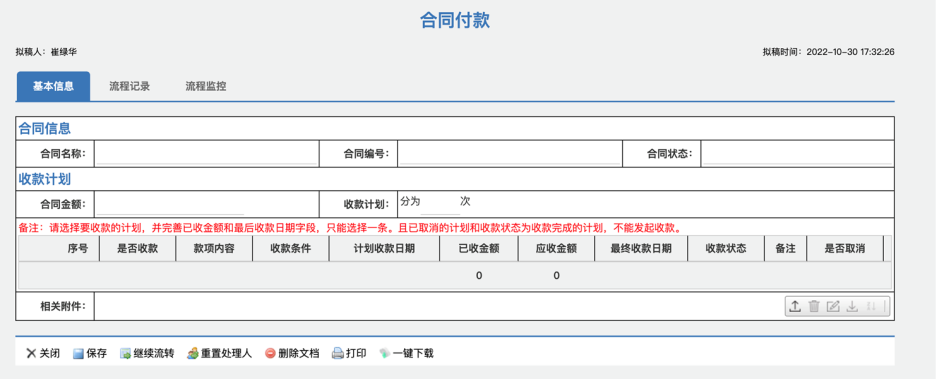 合同付款
拟稿人：崔绿华 拟稿时间：2022-10-30 17:32:26
基本信息 流程记录 流程监控
合同信息
合同名称： 合同编号： 合同状态：
收款计划
合同金额： 收款计划： 分为 次
备注：请选择要收款的计划，并完善已收金额和最后收款日期字段，只能选择一条。且已取消的计划和收款状态为收款完成的计划，不能发起收款。
序号 是否收款 款项内容 收款条件 计划收款日期 已收金额 应收金额 最终收款日期 收款状态 备注 是否取消
0 0
相关附件：
关闭 保存 继续流转 重置处理人 删除文档 打印 一键下载